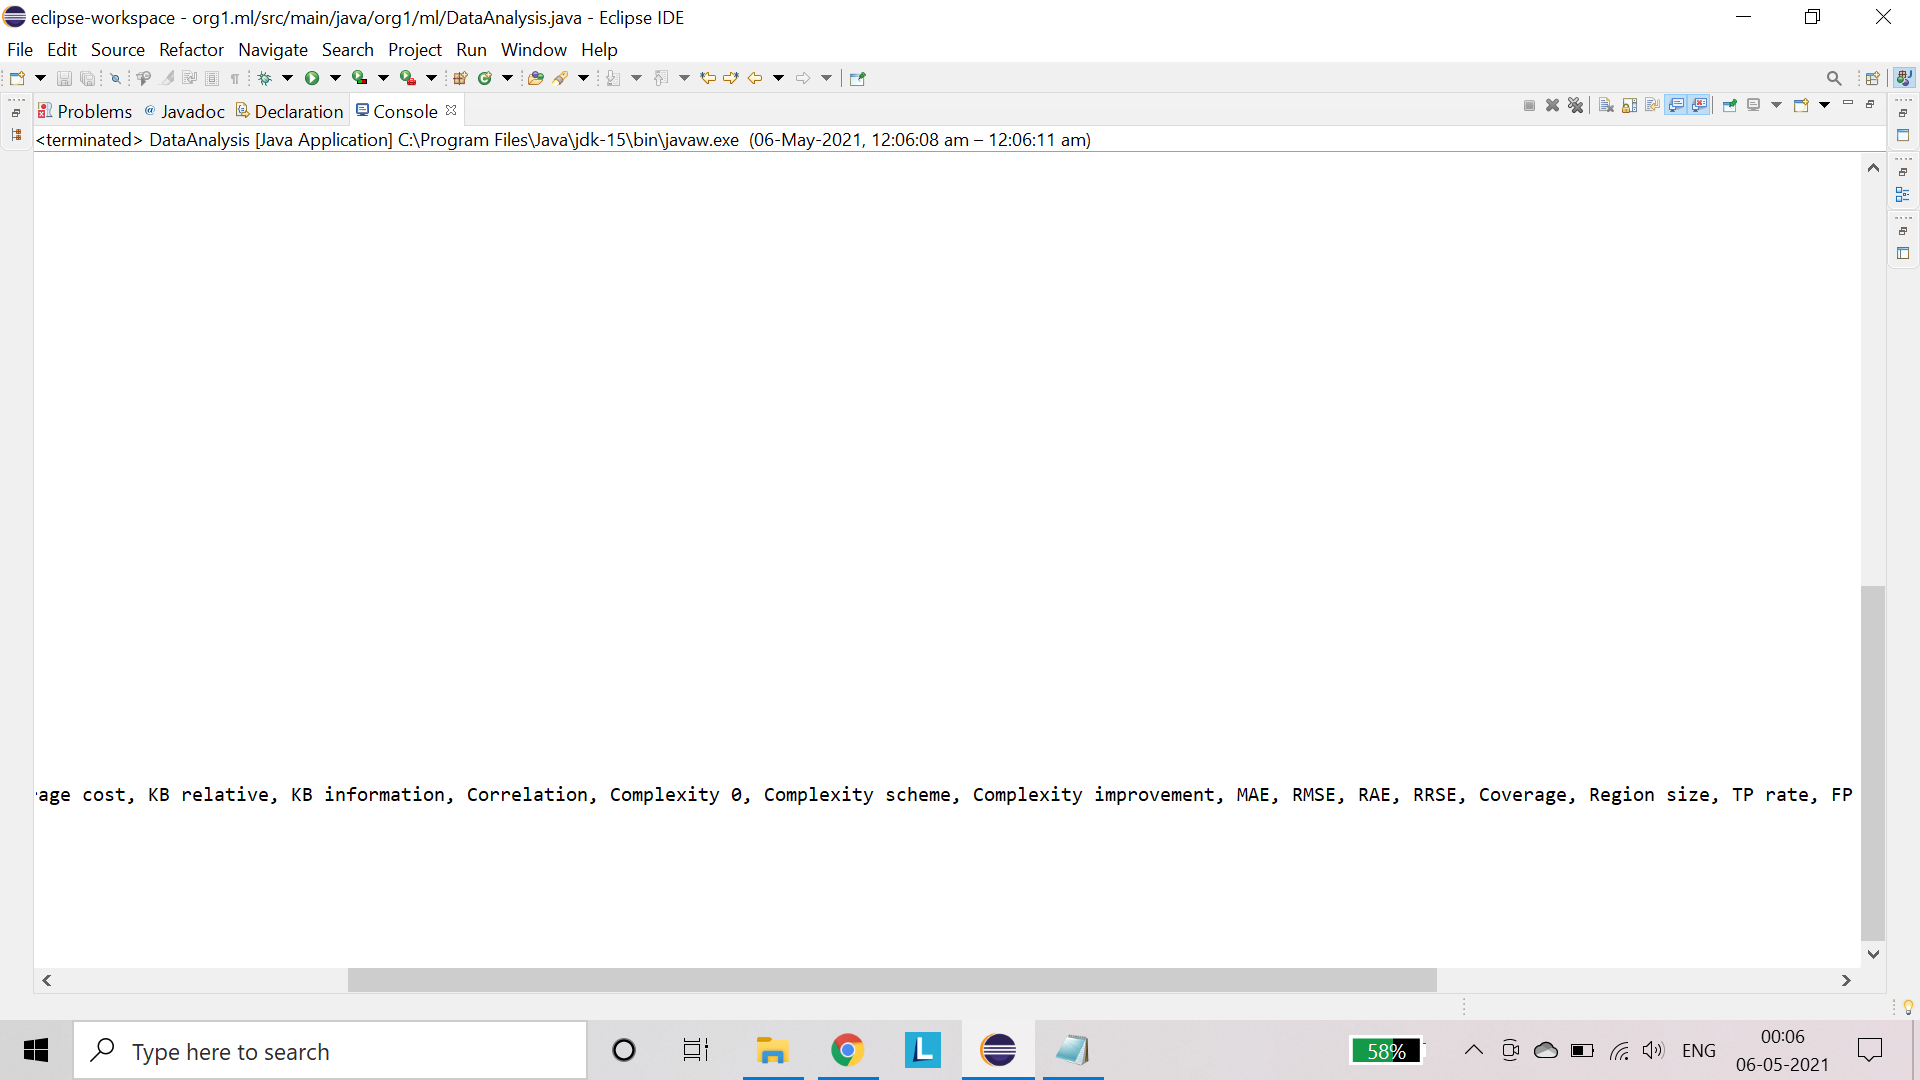 eclipse-workspace - org1.ml/src/main/java/org1/ml/DataAnalysis.java - Eclipse IDE
File Edit Source Refactor Navigate Search Project Run Window Help
Problems Javadoc Declaration Console
<terminated> DataAnalysis [Java Application] C:\Program Files\Java\jdk-15\bin\javaw.exe (06-May-2021, 12:06:08 am – 12:06:11 am)
age cost, KB relative, KB information, Correlation, Complexity 0, Complexity scheme, Complexity improvement, MAE, RMSE, RAE, RRSE, Coverage, Region size, TP rate, FP
Type here to search
L
58%
ENG
00:06
06-05-2021